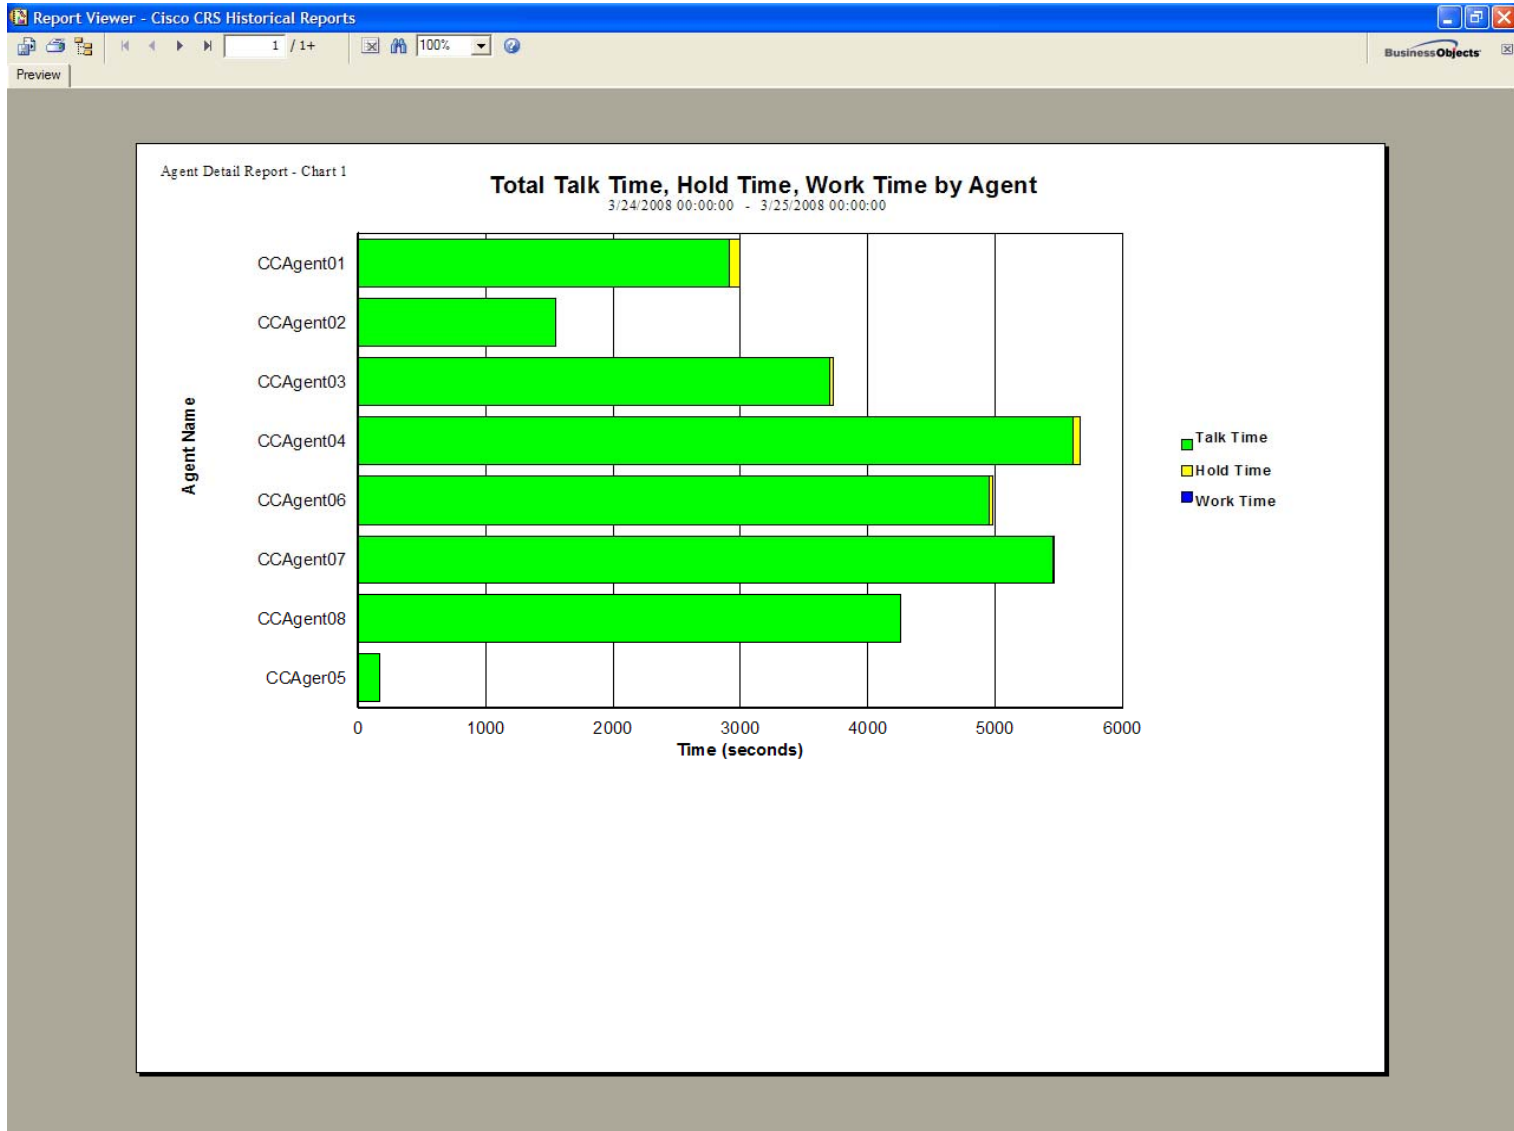 Report Viewer - Cisco CRS Historical Reports
1 / 1+
100%
BusinessObjects
Preview
Agent Detail Report - Chart 1
Total Talk Time, Hold Time, Work Time by Agent
3/24/2008 00:00:00 - 3/25/2008 00:00:00
Agent Name
CCAgent01
CCAgent02
CCAgent03
CCAgent04
CCAgent06
CCAgent07
CCAgent08
CCAger05
0 1000 2000 3000 4000 5000 6000
Time (seconds)
Talk Time
Hold Time
Work Time